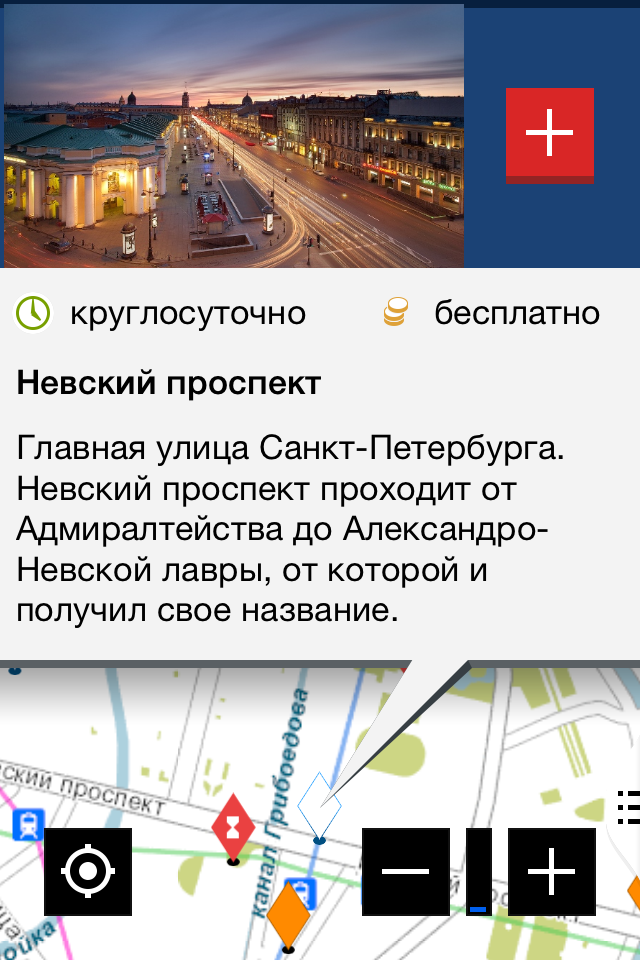 круглосуточно
бесплатно
Невский проспект
Главная улица Санкт-Петербурга.
Невский проспект проходит от
Адмиралтейства до Александро-
Невской лавры, от которой и
получил свое название.
ский проспект
канал Грибоедова
ойка